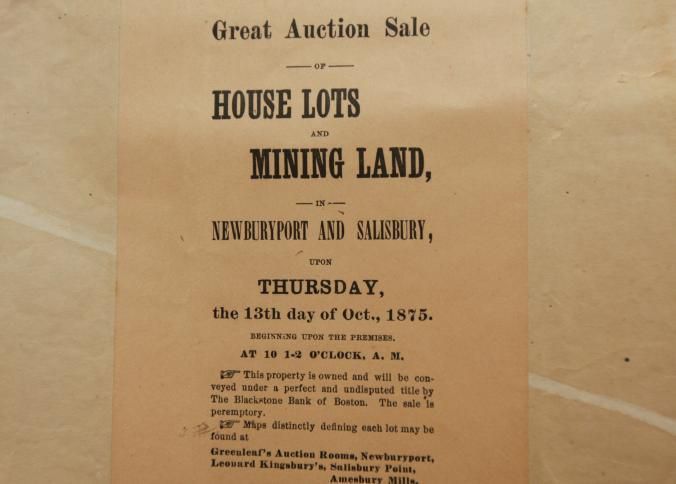 Great Auction Sale
OF
HOUSE LOTS
AND
MINING LAND,
IN
NEWBURYPORT AND SALISBURY,
UPON
THURSDAY,
the 13th day of Oct., 1875.
BEGINNING UPON THE PREMISES.
AT 10 1-2 O'CLOCK, A. M.
☞ This property is owned and will be con-
veyed under a perfect and undisputed title by
The Blackstone Bank of Boston. The sale is
peremptory.
☞ Maps distinctly defining each lot may be
found at
Greenleaf's Auction Rooms, Newburyport,
Leonard Kingsbury's, Salisbury Point,
Amesbury Mills.